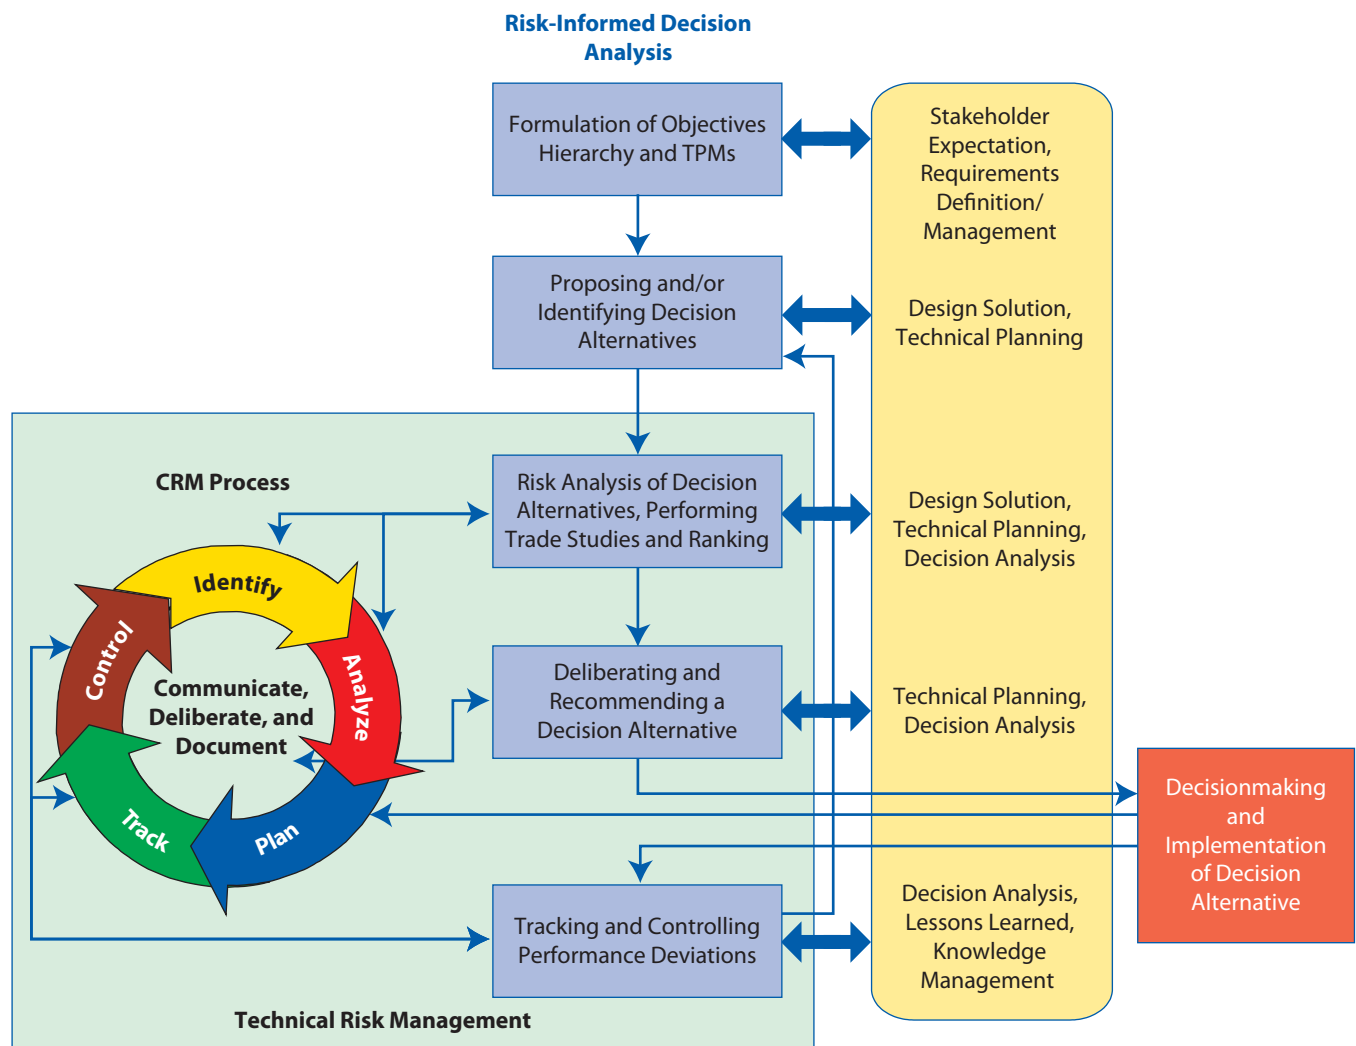 Risk-Informed Decision
Analysis
Formulation of Objectives
Hierarchy and TPMs
Stakeholder
Expectation,
Requirements
Definition/
Management
Proposing and/or
Identifying Decision
Alternatives
Design Solution,
Technical Planning
CRM Process
Risk Analysis of Decision
Alternatives, Performing
Trade Studies and Ranking
Design Solution,
Technical Planning,
Decision Analysis
Identify
Analyze
Plan
Track
Control
Communicate,
Deliberate, and
Document
Deliberating and
Recommending a
Decision Alternative
Technical Planning,
Decision Analysis
Decisionmaking
and
Implementation
of Decision
Alternative
Tracking and Controlling
Performance Deviations
Decision Analysis,
Lessons Learned,
Knowledge
Management
Technical Risk Management